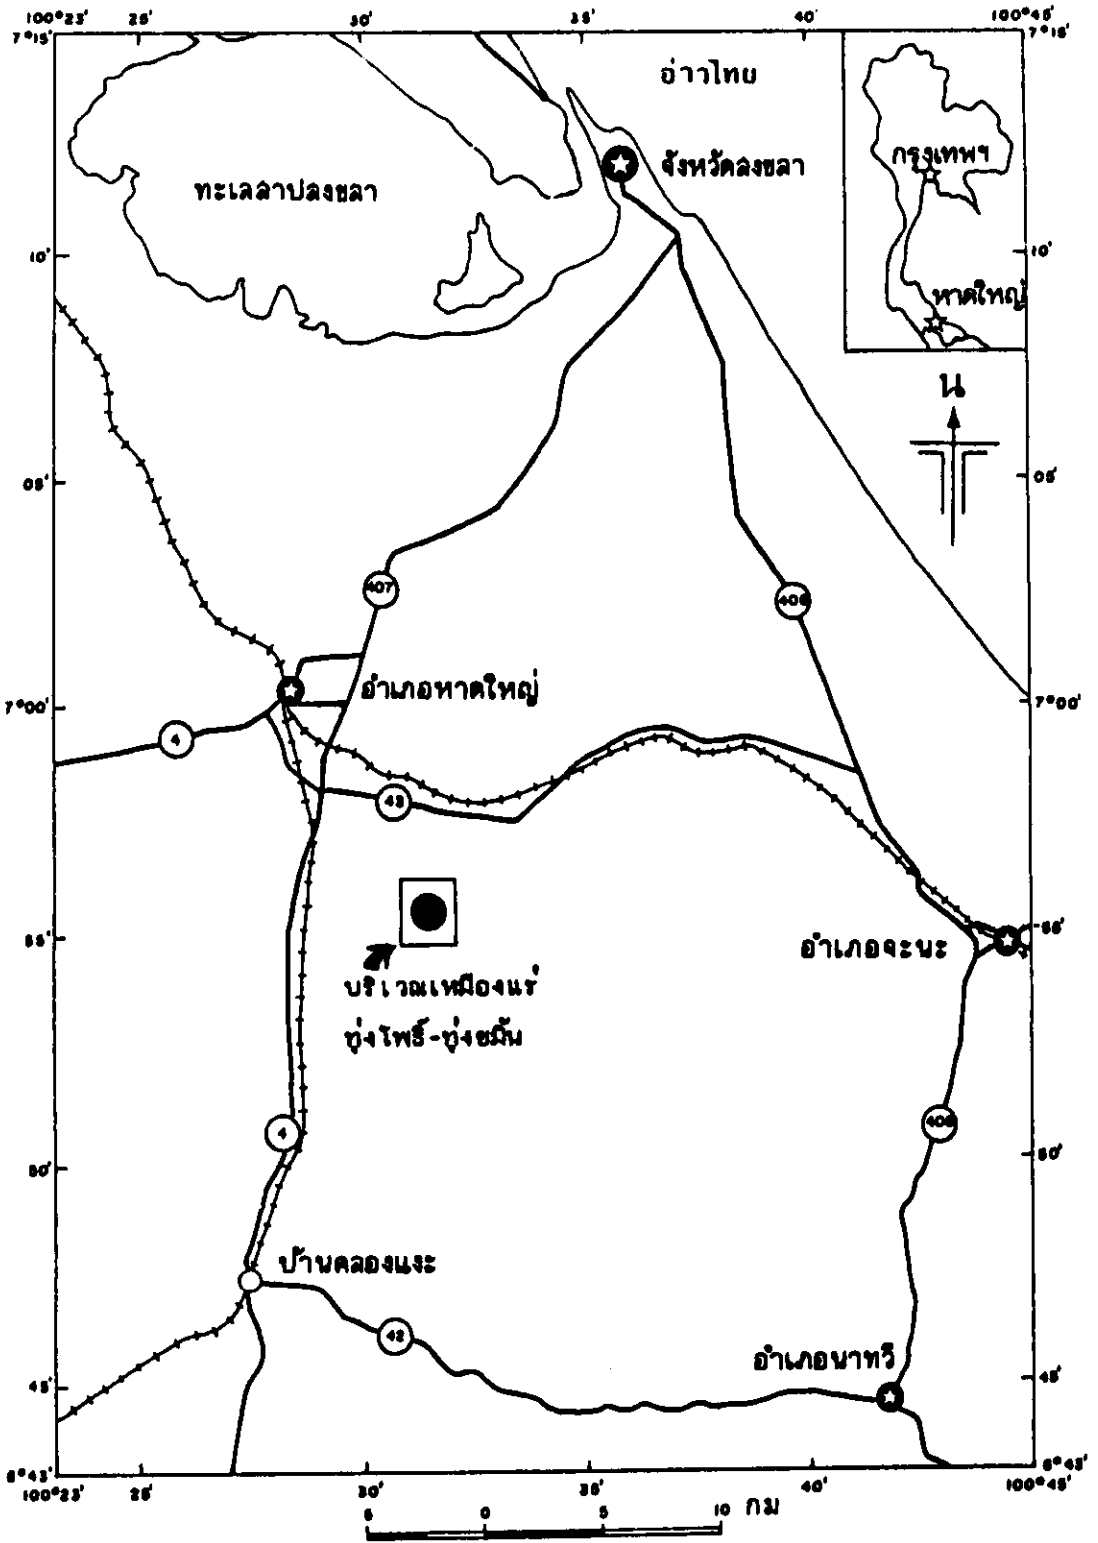 100°23' 25' 30' 35' 40' 100°45'
7°15' 7°15'
อ่าวไทย
กรุงเทพฯ
จังหวัดสงขลา
ทะเลสาปสงขลา
10' 10'
หาดใหญ่
น
05' 05'
407
408
อำเภอหาดใหญ่
7°00' 7°00'
4
43
55' 55'
อำเภอจะนะ
บริเวณเหมืองแร่
ทุ่งโพธิ์-ทุ่งขมิ้น
408
4
50' 50'
บ้านคลองแงะ
42
อำเภอนาทวี
45' 45'
6°43' 6°43'
100°23' 25' 30' 35' 40' 100°45'
5 0 5 10 กม